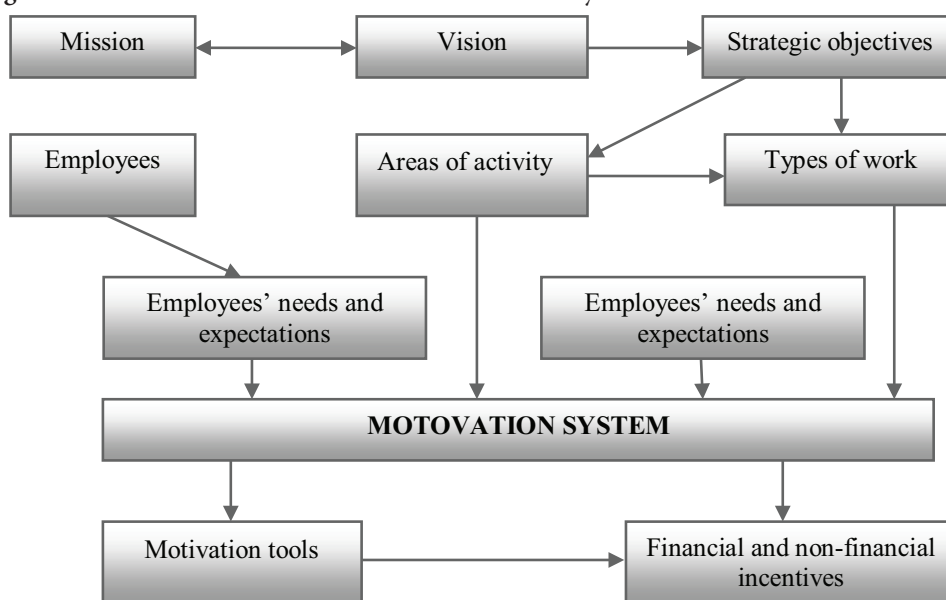 Mission
Vision
Strategic objectives
Employees
Areas of activity
Types of work
Employees’ needs and
expectations
Employees’ needs and
expectations
MOTOVATION SYSTEM
Motivation tools
Financial and non-financial
incentives